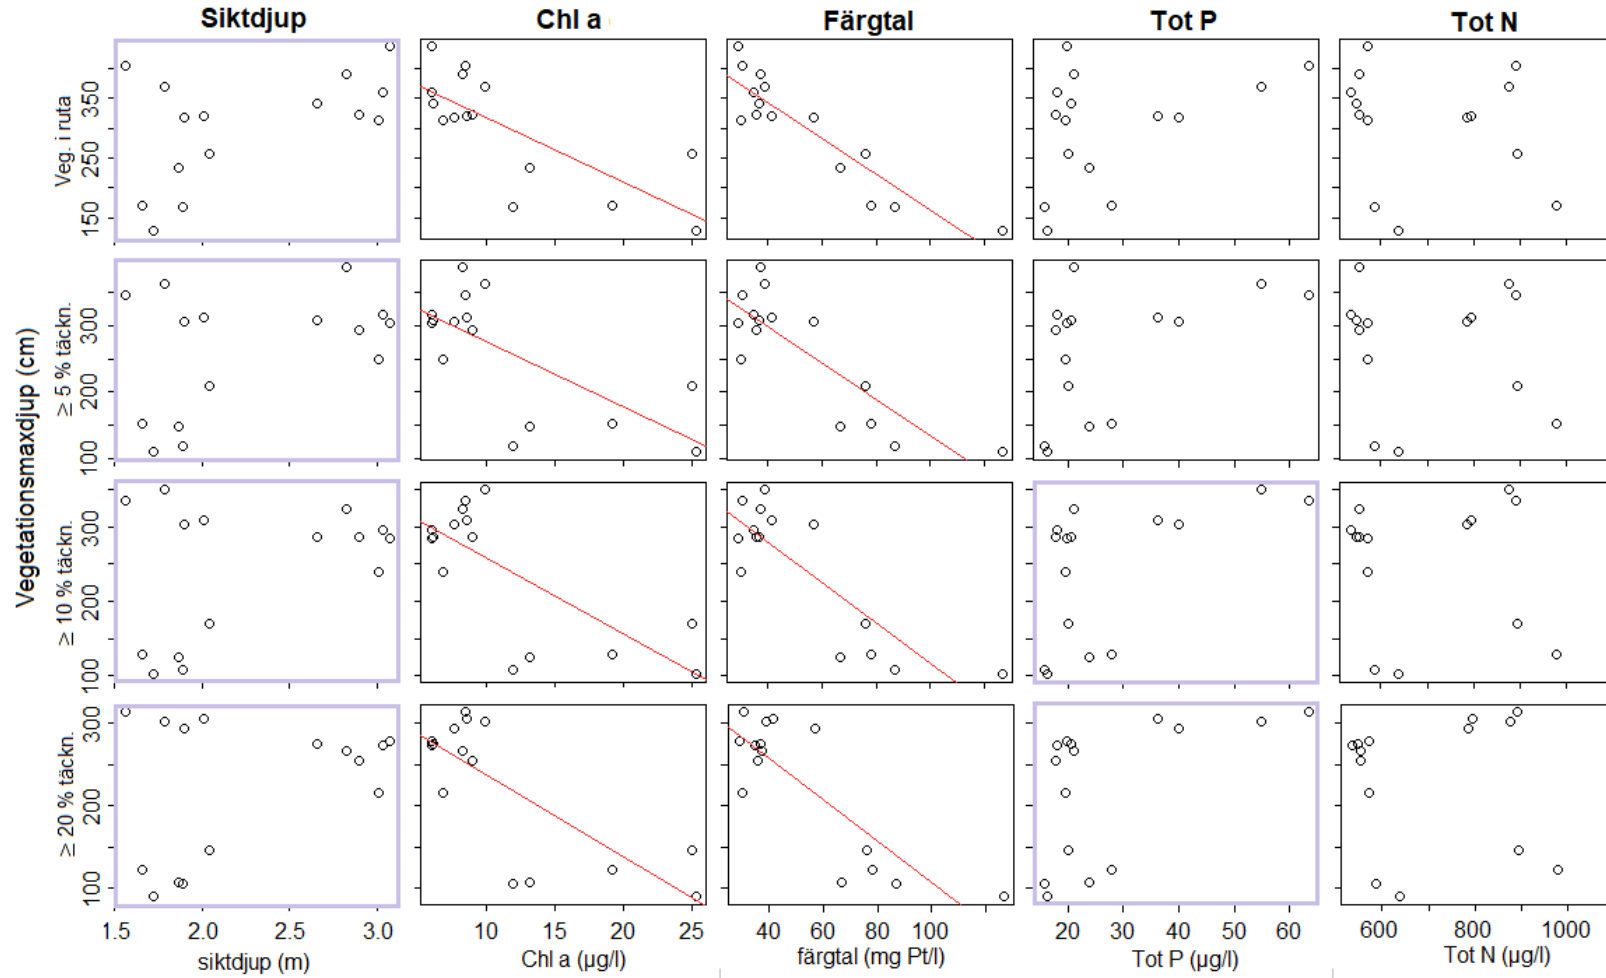 Siktdjup Chl a Färgtal Tot P Tot N
Vegetationsmaxdjup (cm)
Veg. i ruta
350
250
150
≥ 5 % täckn.
300
200
100
≥ 10 % täckn.
300
200
100
≥ 20 % täckn.
300
200
100
1.5 2.0 2.5 3.0 10 15 20 25 40 60 80 100 20 30 40 50 60 600 800 1000
siktdjup (m) Chl a (µg/l) färgtal (mg Pt/l) Tot P (µg/l) Tot N (µg/l)